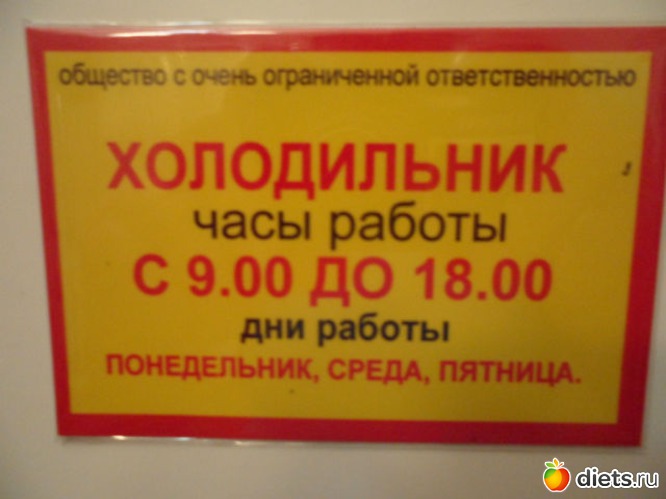 общество с очень ограниченной ответственностью
ХОЛОДИЛЬНИК
часы работы
С 9.00 ДО 18.00
дни работы
ПОНЕДЕЛЬНИК, СРЕДА, ПЯТНИЦА.
diets.ru